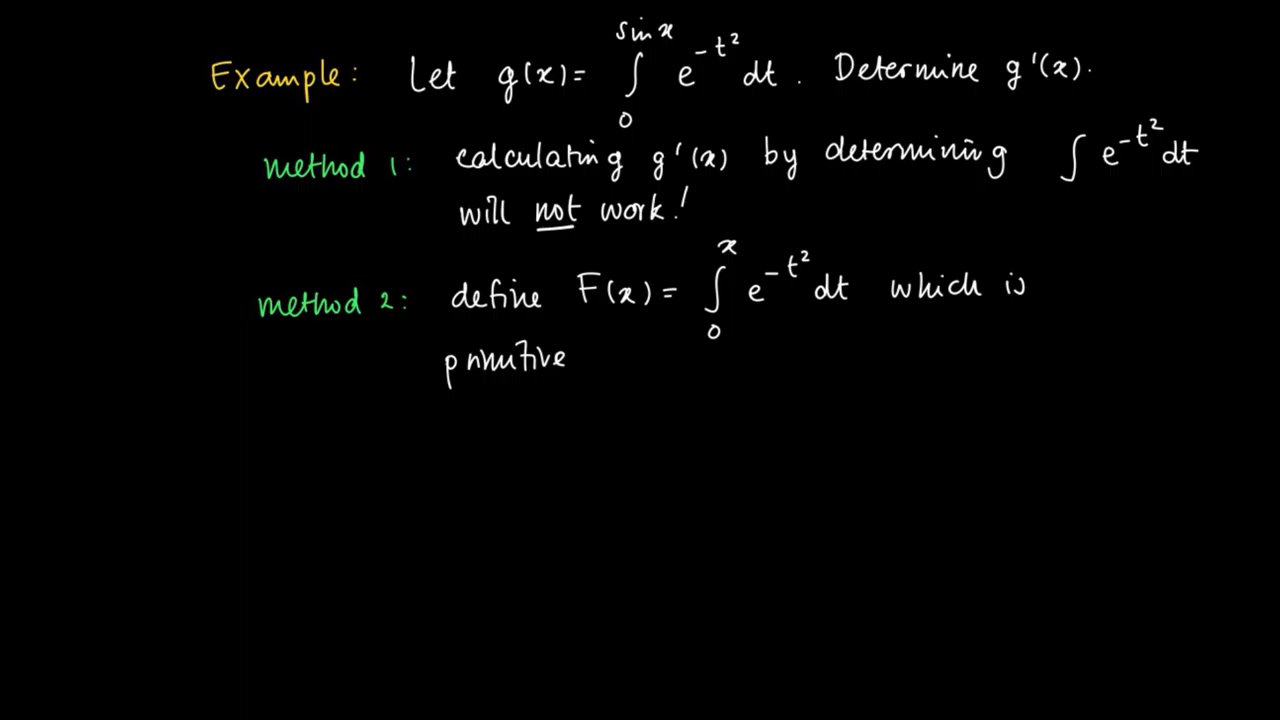 Example: Let g(x) = ∫₀^{sin x} e^{-t²} dt. Determine g'(x).
method 1: calculating g'(x) by determining ∫ e^{-t²} dt
will not work!
method 2: define F(x) = ∫₀^{x} e^{-t²} dt which is
primitive